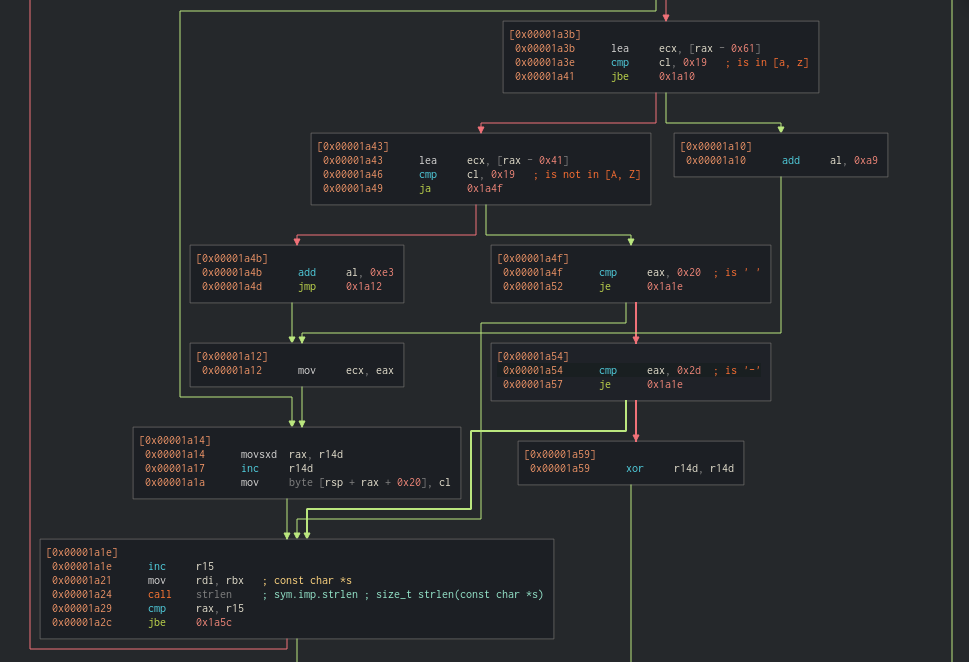 [0x00001a3b]
0x00001a3b lea ecx, [rax - 0x61]
0x00001a3e cmp cl, 0x19 ; is in [a, z]
0x00001a41 jbe 0x1a10
[0x00001a43]
0x00001a43 lea ecx, [rax - 0x41]
0x00001a46 cmp cl, 0x19 ; is not in [A, Z]
0x00001a49 ja 0x1a4f
[0x00001a10]
0x00001a10 add al, 0xa9
[0x00001a4b]
0x00001a4b add al, 0xe3
0x00001a4d jmp 0x1a12
[0x00001a4f]
0x00001a4f cmp eax, 0x20 ; is ' '
0x00001a52 je 0x1a1e
[0x00001a12]
0x00001a12 mov ecx, eax
[0x00001a54]
0x00001a54 cmp eax, 0x2d ; is '-'
0x00001a57 je 0x1a1e
[0x00001a14]
0x00001a14 movsxd rax, r14d
0x00001a17 inc r14d
0x00001a1a mov byte [rsp + rax + 0x20], cl
[0x00001a59]
0x00001a59 xor r14d, r14d
[0x00001a1e]
0x00001a1e inc r15
0x00001a21 mov rdi, rbx ; const char *s
0x00001a24 call strlen ; sym.imp.strlen ; size_t strlen(const char *s)
0x00001a29 cmp rax, r15
0x00001a2c jbe 0x1a5c